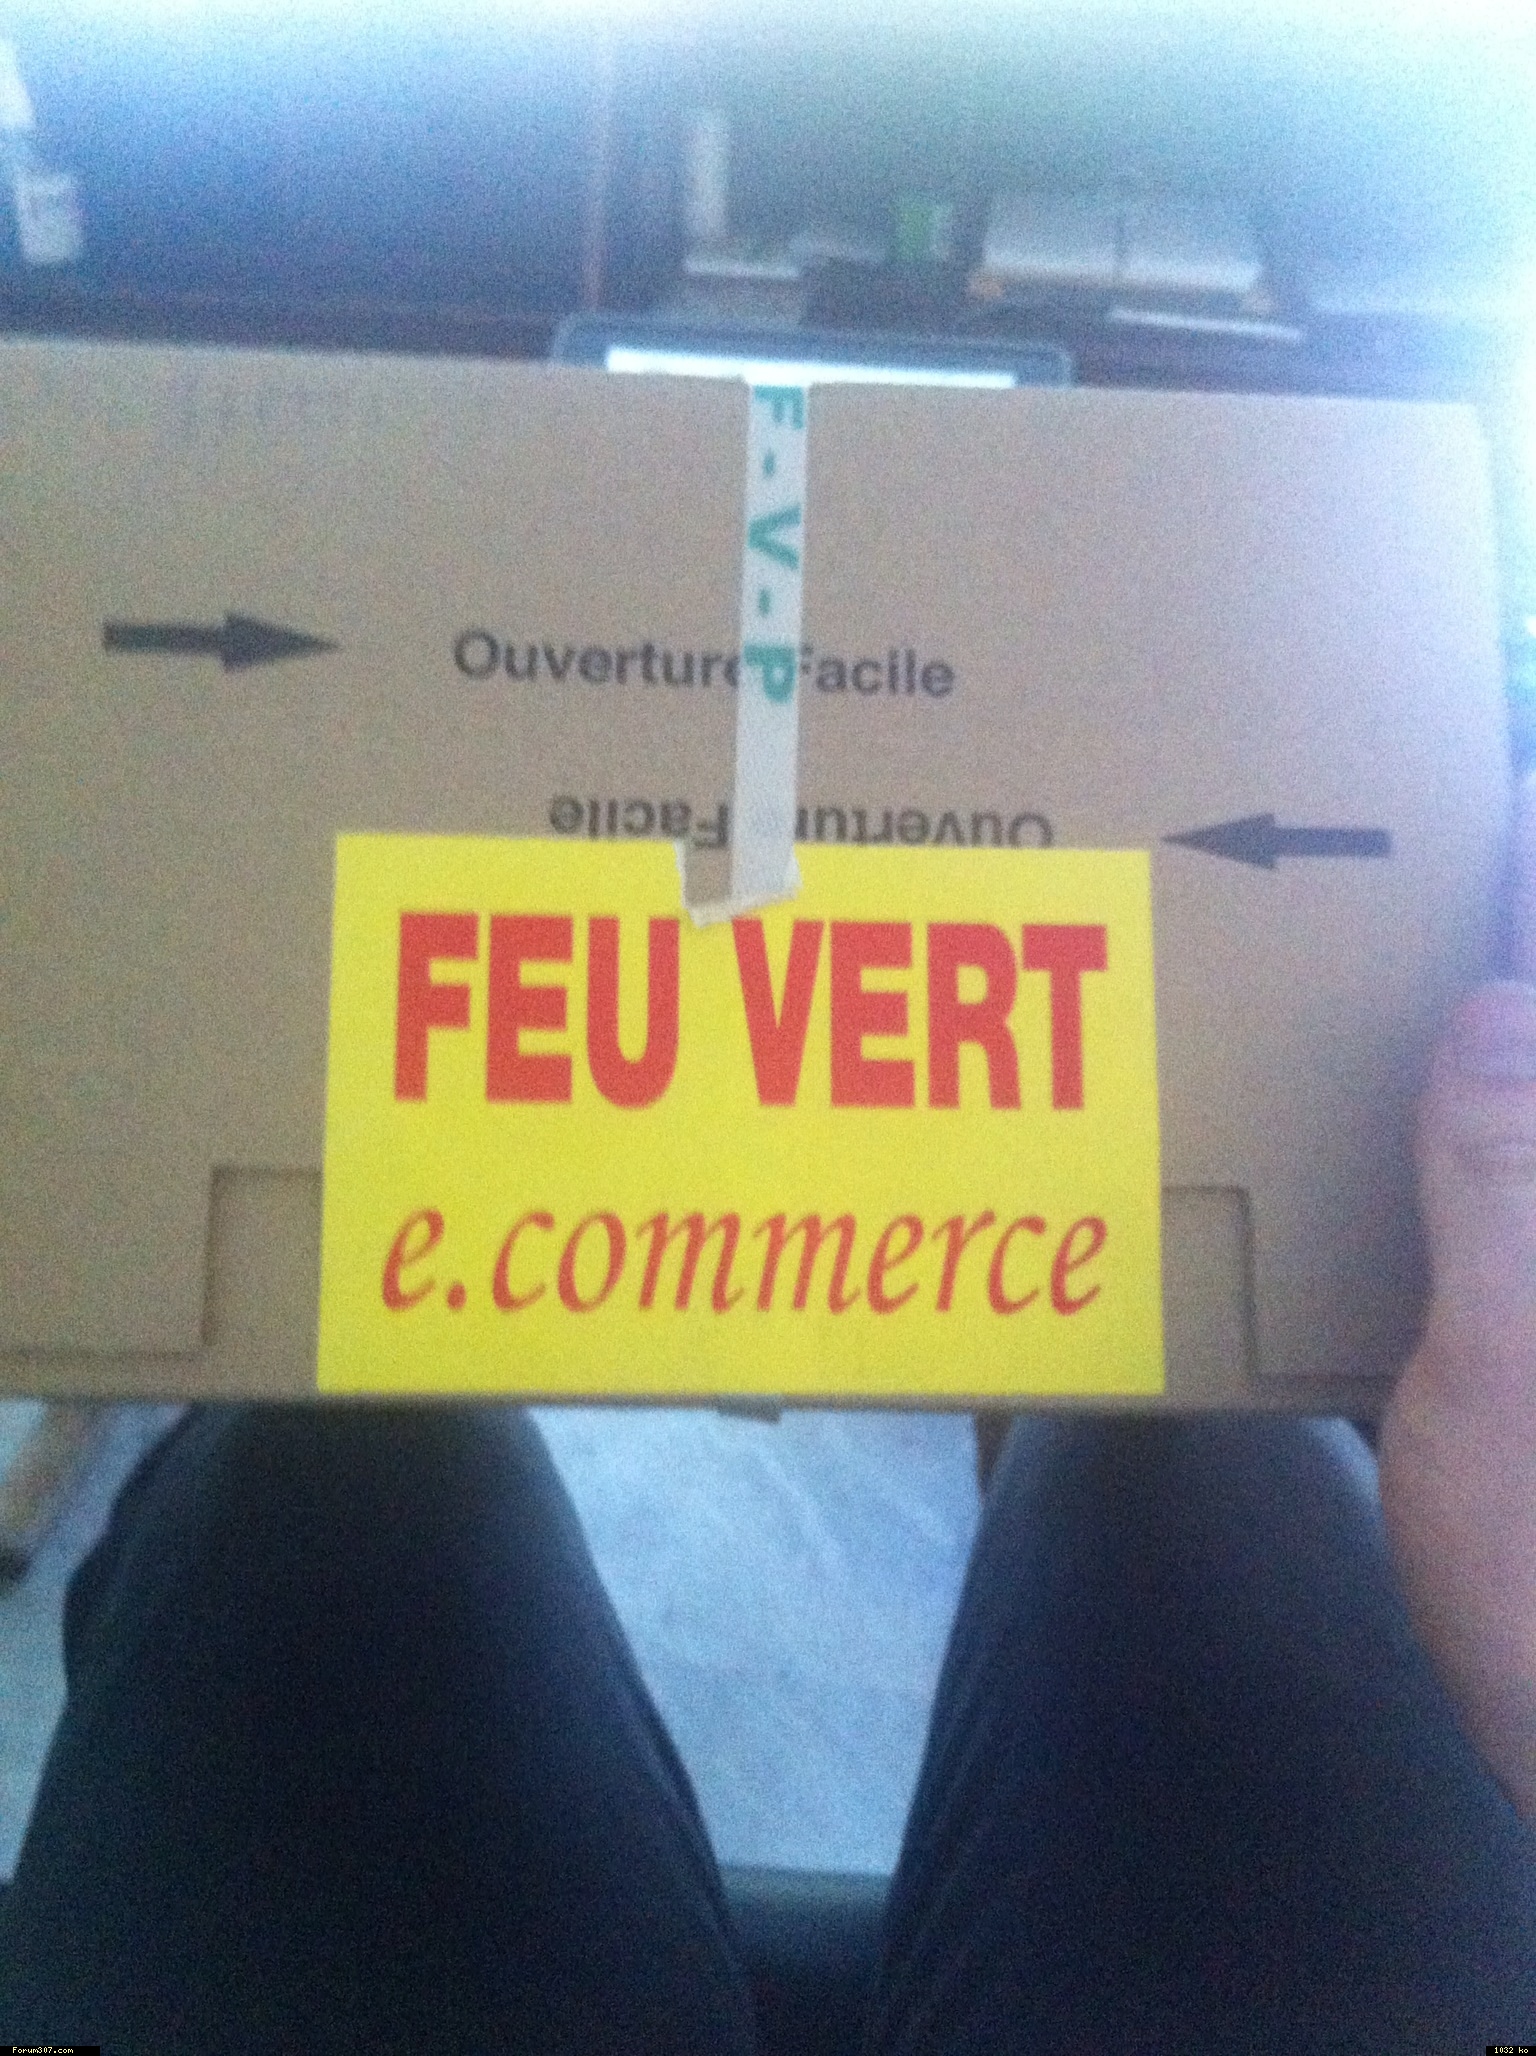 F-V-P
Ouverture Facile
Ouverture Facile
FEU VERT
e.commerce
Forum307.com
1032 ko